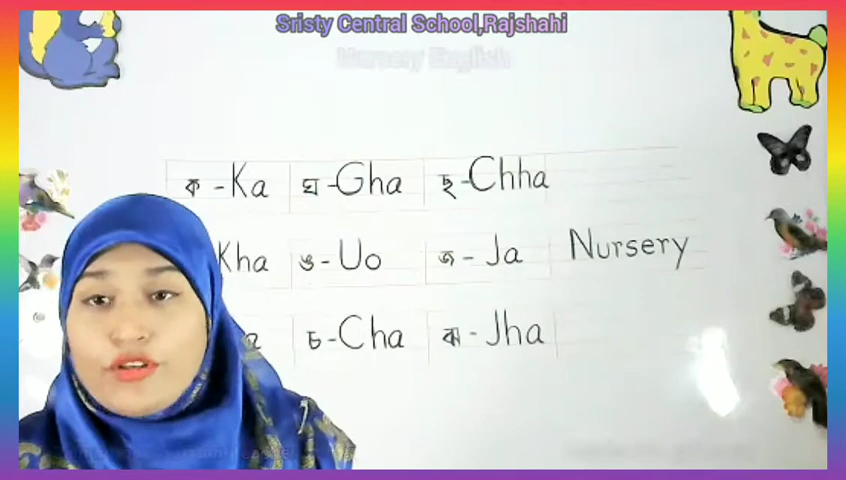 Sristy Central School,Rajshahi
Nursery English
ক - Ka ঘ - Gha ছ - Chha
Kha ঙ - Uo জ - Ja Nursery
a চ - Cha ঝ - Jha